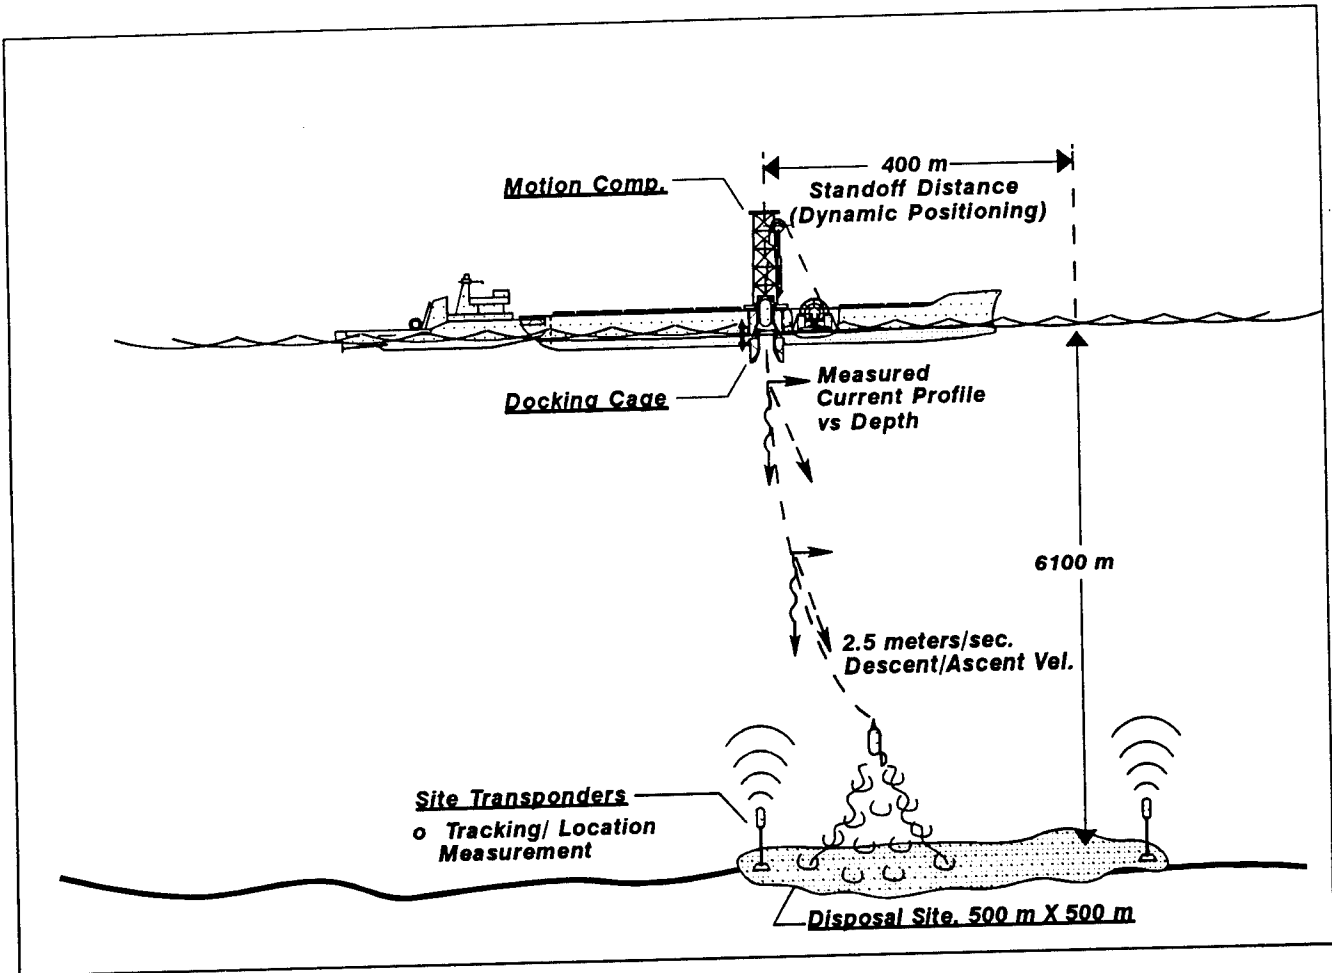 400 m
Standoff Distance
(Dynamic Positioning)
Motion Comp.
Docking Cage
Measured
Current Profile
vs Depth
6100 m
2.5 meters/sec.
Descent/Ascent Vel.
Site Transponders
o Tracking/ Location
Measurement
Disposal Site, 500 m X 500 m